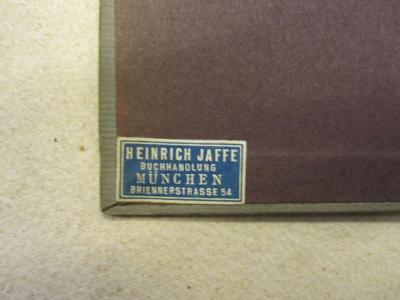 HEINRICH JAFFE
BUCHHANDLUNG
MÜNCHEN
BRIENNERSTRASSE 54